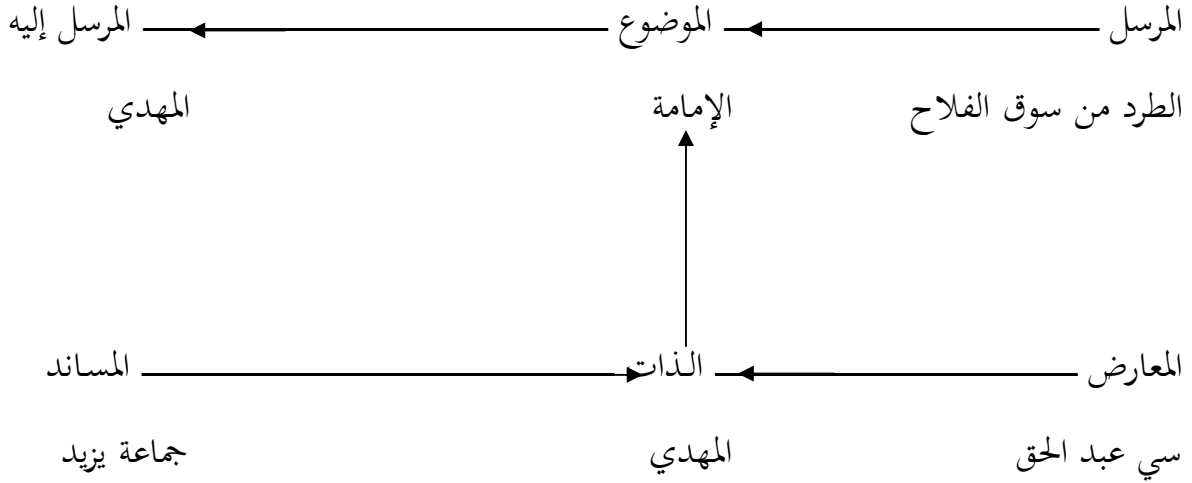 المرسل الموضوع المرسل إليه
الطرد من سوق الفلاح الإمامة المهدي
المعارض الذات المساند
سي عبد الحق المهدي جماعة يزيد